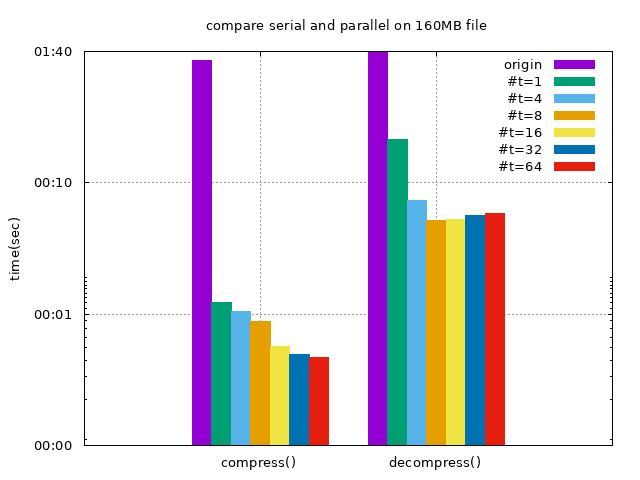 compare serial and parallel on 160MB file
01:40
00:10
00:01
00:00
time(sec)
origin
#t=1
#t=4
#t=8
#t=16
#t=32
#t=64
compress()
decompress()